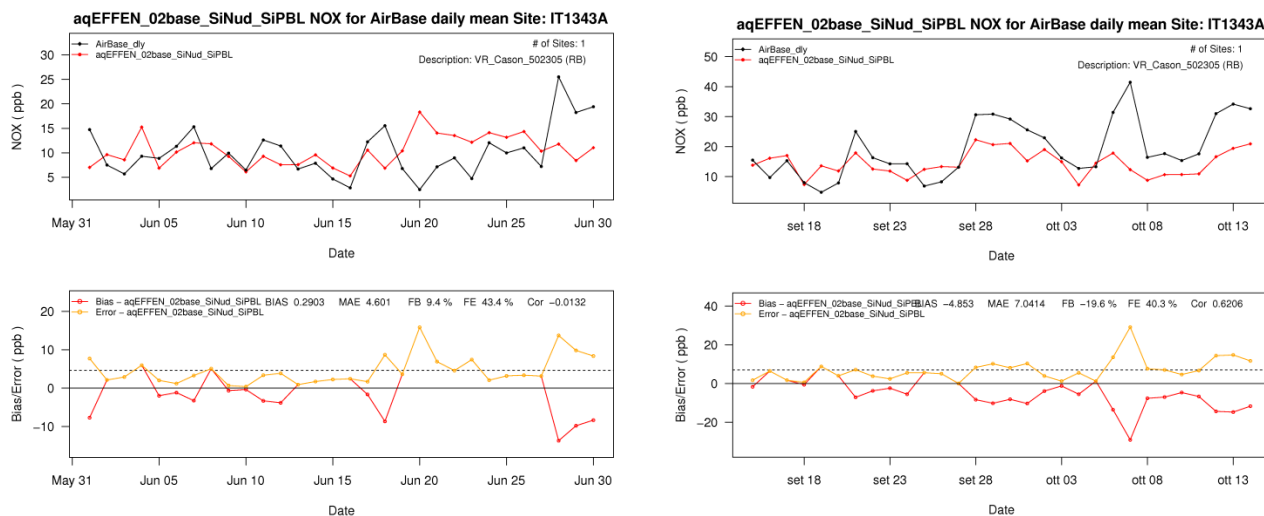 aqEFFEN_02base_SiNud_SiPBL NOX for AirBase daily mean Site: IT1343A
AirBase_dly
aqEFFEN_02base_SiNud_SiPBL
# of Sites: 1
Description: VR_Cason_502305 (RB)
NOX ( ppb )
30
25
20
15
10
5
May 31
Jun 05
Jun 10
Jun 15
Jun 20
Jun 25
Jun 30
Date
Bias − aqEFFEN_02base_SiNud_SiPBL BIAS 0.2903 MAE 4.601 FB 9.4 % FE 43.4 % Cor −0.0132
Error − aqEFFEN_02base_SiNud_SiPBL
Bias/Error ( ppb )
20
10
0
−10
May 31
Jun 05
Jun 10
Jun 15
Jun 20
Jun 25
Jun 30
Date
aqEFFEN_02base_SiNud_SiPBL NOX for AirBase daily mean Site: IT1343A
AirBase_dly
aqEFFEN_02base_SiNud_SiPBL
# of Sites: 1
Description: VR_Cason_502305 (RB)
NOX ( ppb )
50
40
30
20
10
set 18
set 23
set 28
ott 03
ott 08
ott 13
Date
Bias − aqEFFEN_02base_SiNud_SiPBL BIAS −4.853 MAE 7.0414 FB −19.6 % FE 40.3 % Cor 0.6206
Error − aqEFFEN_02base_SiNud_SiPBL
Bias/Error ( ppb )
40
20
0
−20
set 18
set 23
set 28
ott 03
ott 08
ott 13
Date